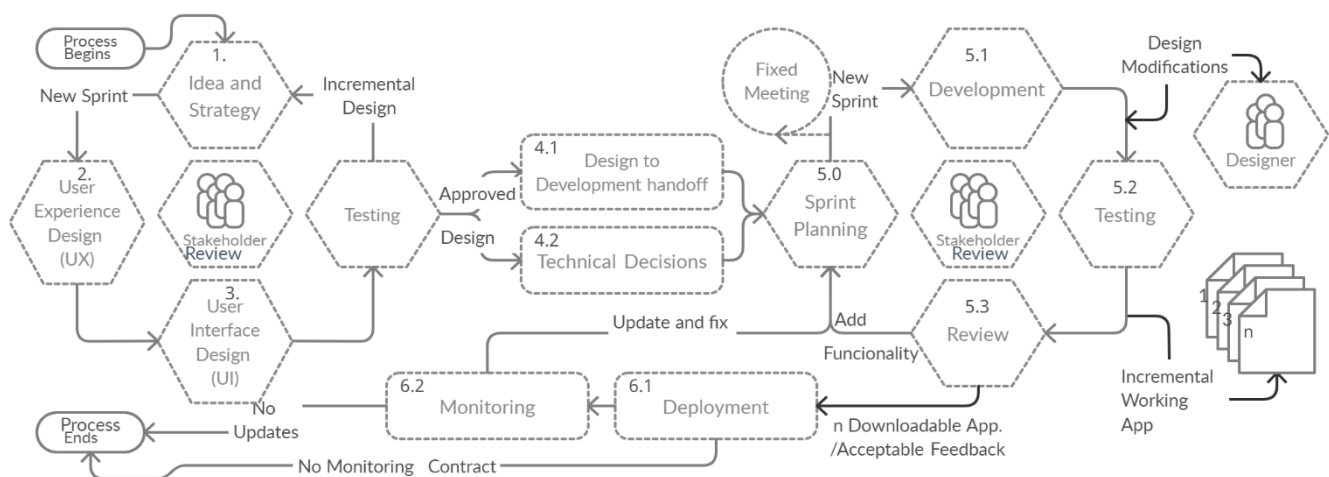 Process
Begins
1.
Idea and
Strategy
New Sprint
Incremental
Design
2.
User
Experience
Design
(UX)
Stakeholder
Review
Testing
3.
User
Interface
Design
(UI)
Approved
Design
4.1
Design to
Development handoff
4.2
Technical Decisions
Fixed
Meeting
New
Sprint
5.0
Sprint
Planning
5.1
Development
Stakeholder
Review
Design
Modifications
Designer
5.2
Testing
5.3
Review
Add
Funcionality
Update and fix
Incremental
Working
App
1
2
3
n
n Downloadable App.
/Acceptable Feedback
6.1
Deployment
6.2
Monitoring
No
Updates
No Monitoring Contract
Process
Ends